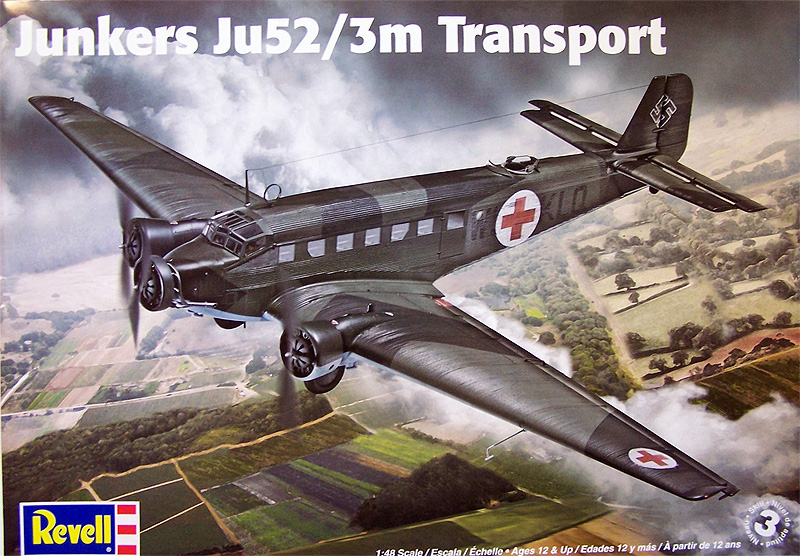 Junkers Ju52/3m Transport
KLO
Revell
3
1:48 Scale / Escala / Échelle • Ages 12 & Up / Edades 12 y más / À partir de 12 ans